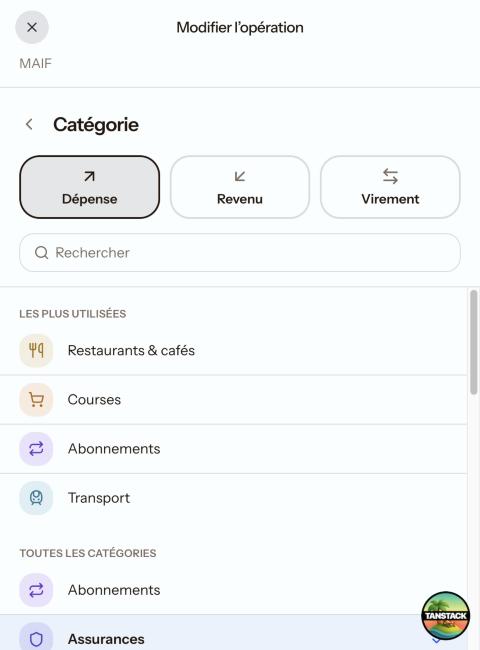 Modifier l’opération
MAIF
Catégorie
Dépense
Revenu
Virement
Rechercher
LES PLUS UTILISÉES
Restaurants & cafés
Courses
Abonnements
Transport
TOUTES LES CATÉGORIES
Abonnements
TANSTACK
Assurances